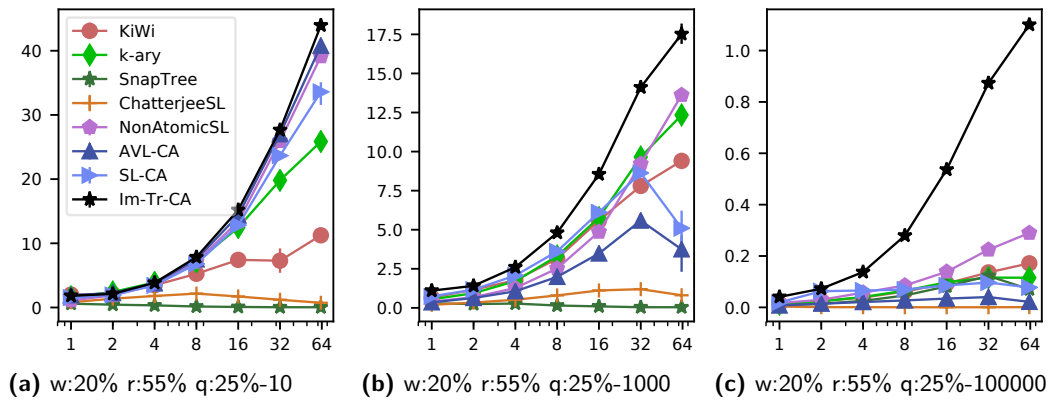 KiWi
k-ary
SnapTree
ChatterjeeSL
NonAtomicSL
AVL-CA
SL-CA
Im-Tr-CA
40
30
20
10
0
1 2 4 8 16 32 64
(a) w:20% r:55% q:25%-10
17.5
15.0
12.5
10.0
7.5
5.0
2.5
0.0
1 2 4 8 16 32 64
(b) w:20% r:55% q:25%-1000
1.0
0.8
0.6
0.4
0.2
0.0
1 2 4 8 16 32 64
(c) w:20% r:55% q:25%-100000